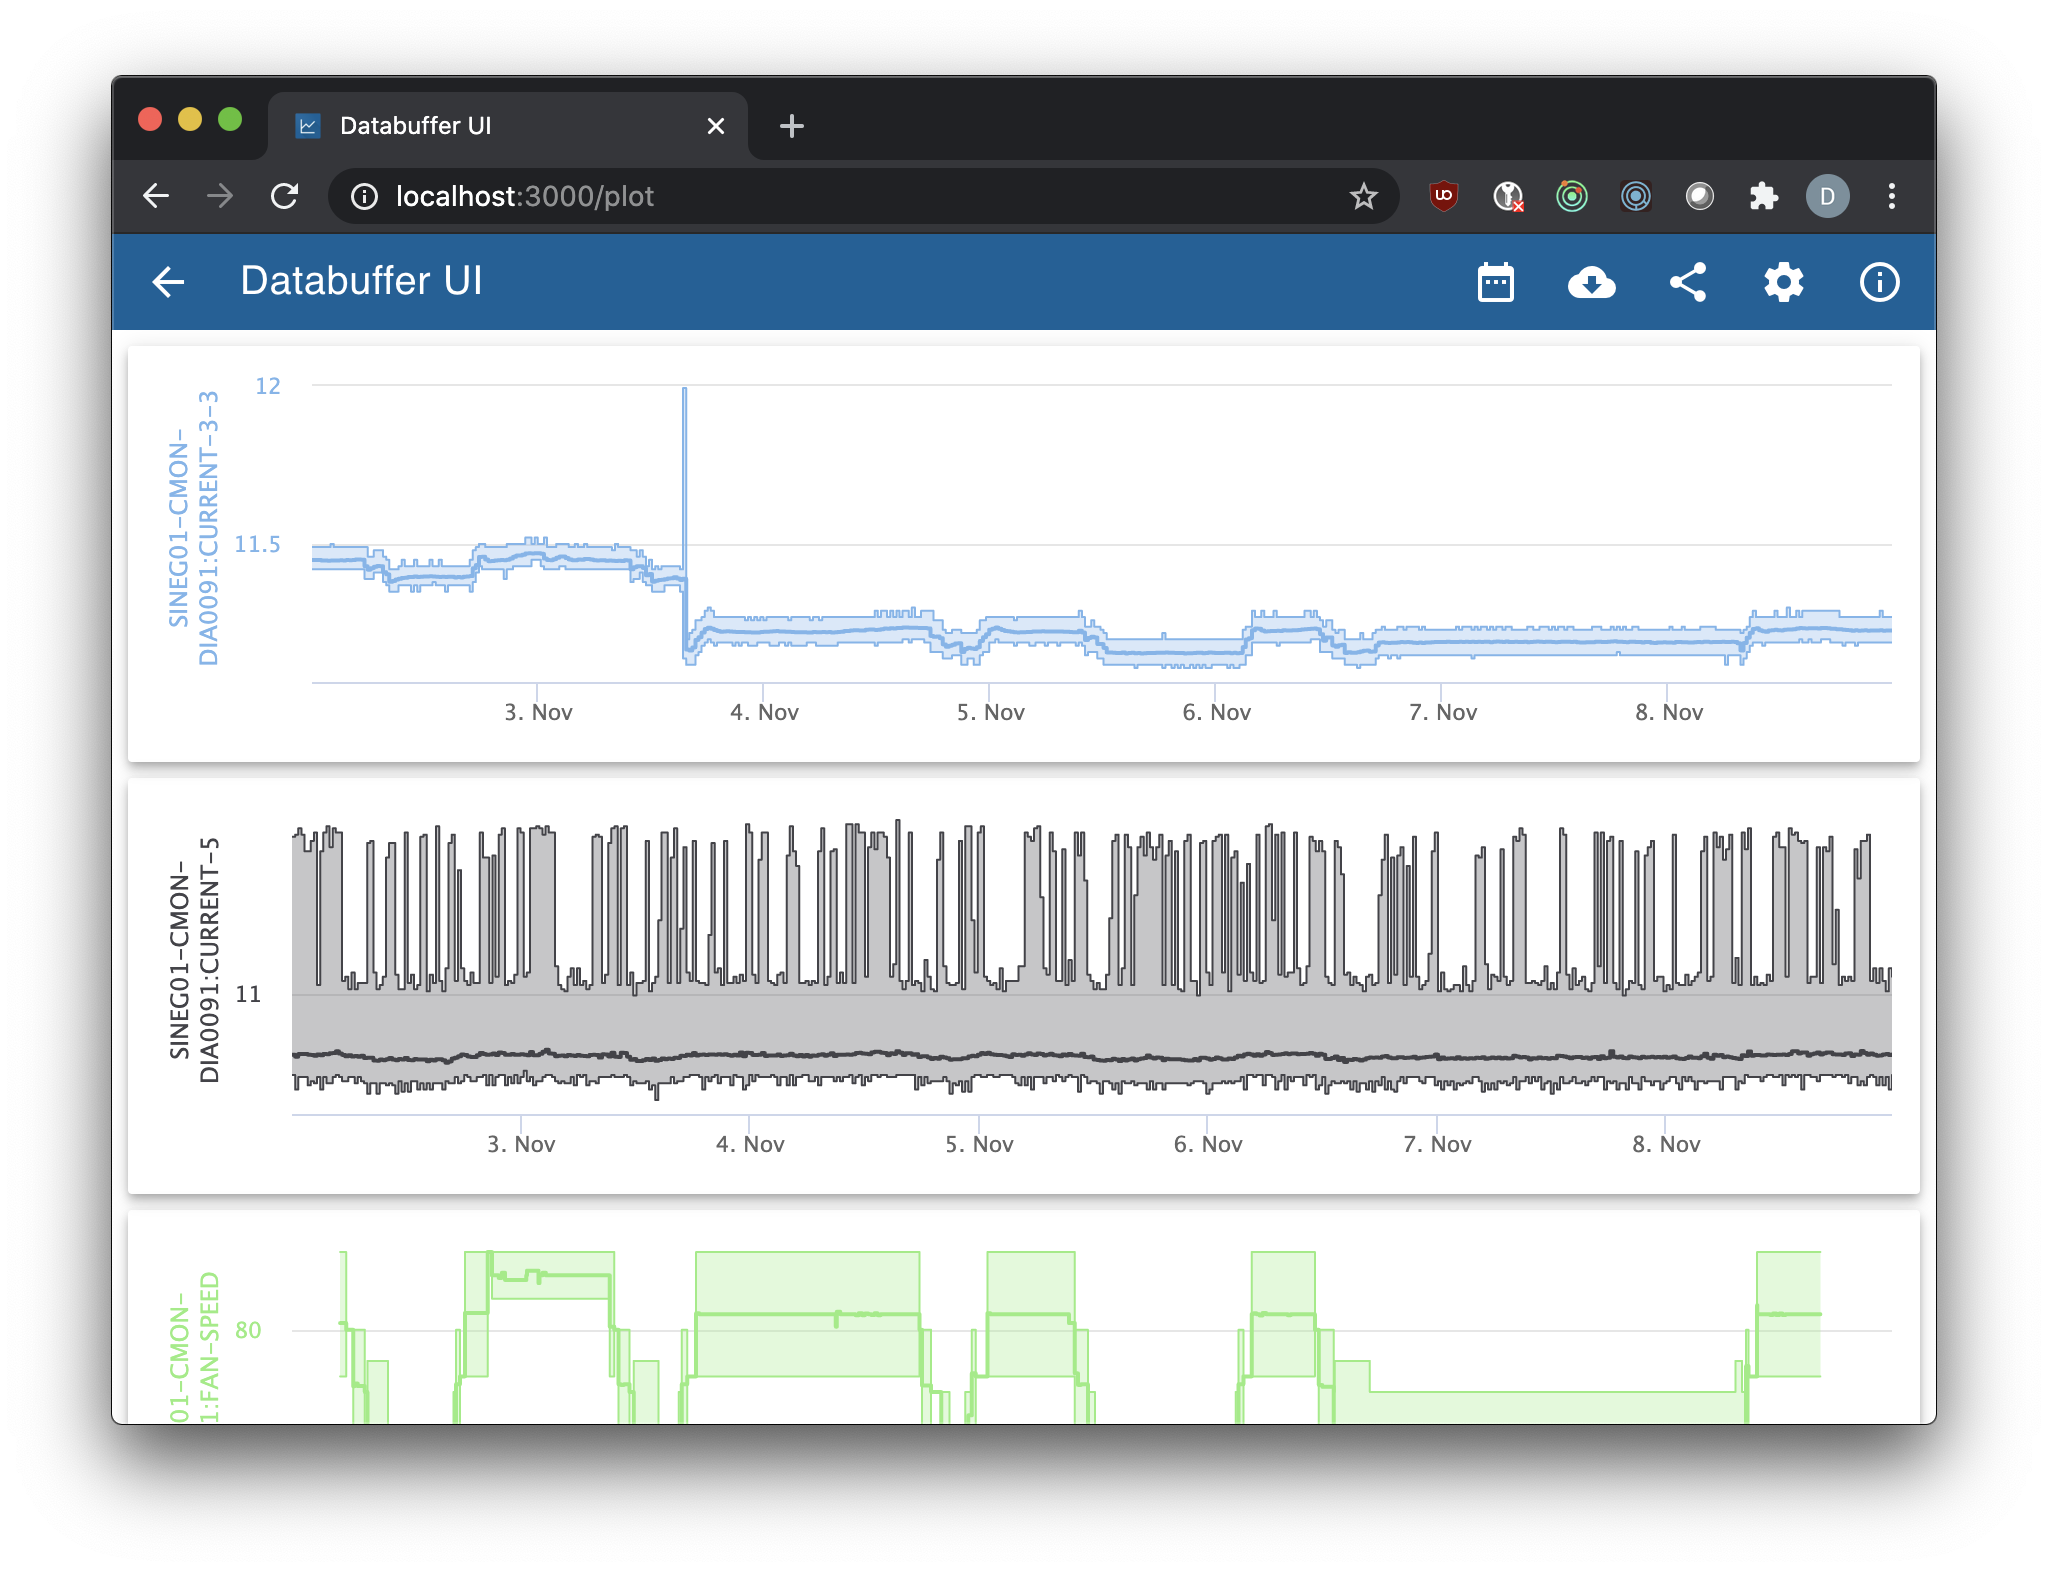 Databuffer UI
localhost:3000/plot
D
Databuffer UI
SINEG01-CMON-
DIA0091:CURRENT-3-3
12
11.5
3. Nov 4. Nov 5. Nov 6. Nov 7. Nov 8. Nov
SINEG01-CMON-
DIA0091:CURRENT-5
11
3. Nov 4. Nov 5. Nov 6. Nov 7. Nov 8. Nov
01-CMON-
1:FAN-SPEED
80